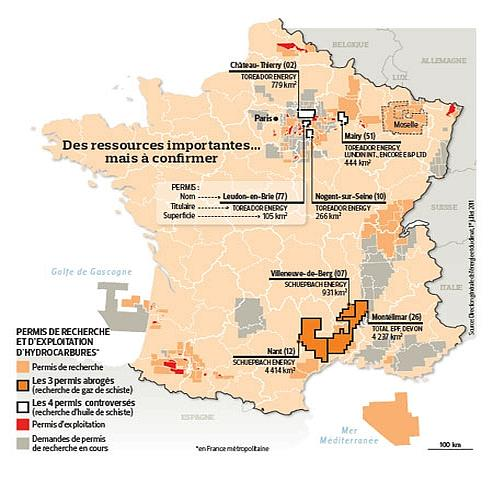 BELGIQUE
ALLEMAGNE
LUX.
Château-Thierry (02)
TOREADOR ENERGY
779 km²
Paris
Moselle
Mairy (51)
TOREADOR ENERGY,
LUNDIN INT., ENCORE E&P LTD
444 km²
Des ressources importantes...
mais à confirmer
PERMIS :
Nom
Leudon-en-Brie (77)
Titulaire
TOREADOR ENERGY
Superficie
105 km²
Nogent-sur-Seine (10)
TOREADOR ENERGY
266 km²
SUISSE
Golfe de Gascogne
Villeneuve-de-Berg (07)
SCHUEPBACH ENERGY
931 km²
ITALIE
Montélimar (26)
TOTAL EPF, DEVON
4 237 km²
Nant (12)
SCHUEPBACH ENERGY
4 414 km²
PERMIS DE RECHERCHE
ET D'EXPLOITATION
D'HYDROCARBURES*
Permis de recherche
Les 3 permis abrogés
(recherche de gaz de schiste)
Les 4 permis controversés
(recherche d'huile de schiste)
Permis d'exploitation
Demandes de permis
de recherche en cours
ESPAGNE
*en France métropolitaine
Mer
Méditerranée
100 km